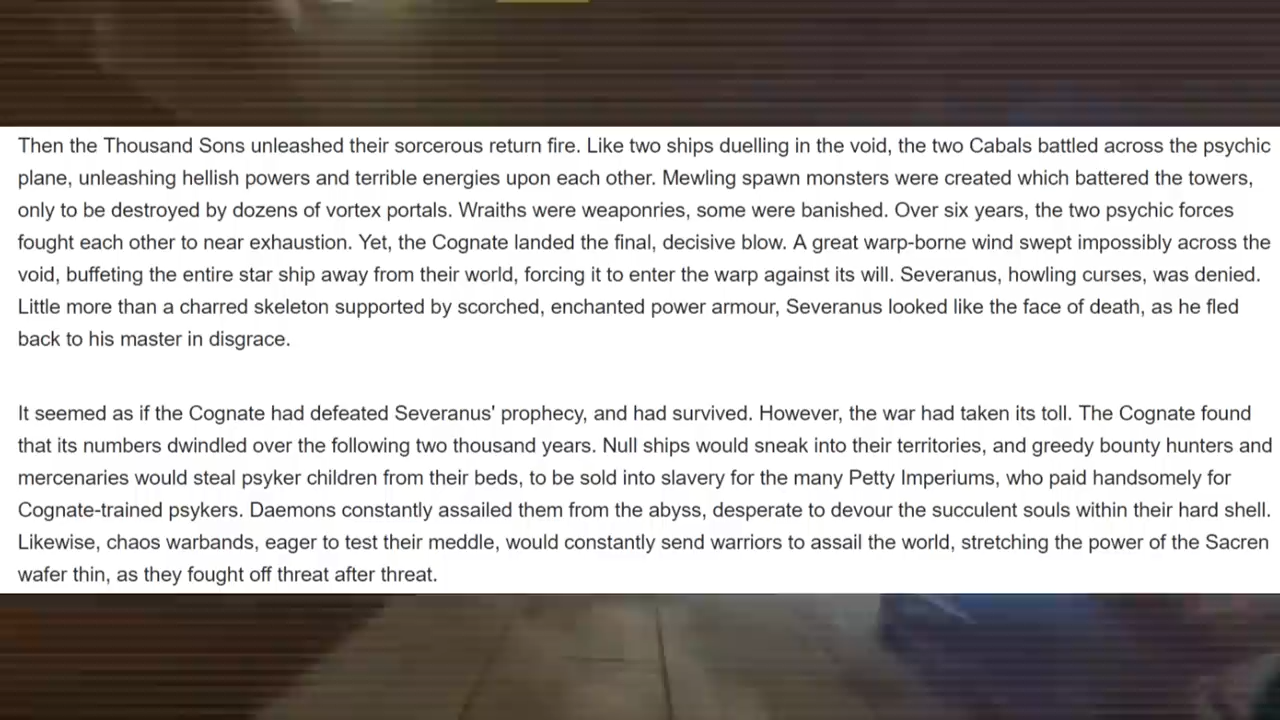 Then the Thousand Sons unleashed their sorcerous return fire. Like two ships duelling in the void, the two Cabals battled across the psychic
plane, unleashing hellish powers and terrible energies upon each other. Mewling spawn monsters were created which battered the towers,
only to be destroyed by dozens of vortex portals. Wraiths were weaponries, some were banished. Over six years, the two psychic forces
fought each other to near exhaustion. Yet, the Cognate landed the final, decisive blow. A great warp-borne wind swept impossibly across the
void, buffeting the entire star ship away from their world, forcing it to enter the warp against its will. Severanus, howling curses, was denied.
Little more than a charred skeleton supported by scorched, enchanted power armour, Severanus looked like the face of death, as he fled
back to his master in disgrace.
It seemed as if the Cognate had defeated Severanus' prophecy, and had survived. However, the war had taken its toll. The Cognate found
that its numbers dwindled over the following two thousand years. Null ships would sneak into their territories, and greedy bounty hunters and
mercenaries would steal psyker children from their beds, to be sold into slavery for the many Petty Imperiums, who paid handsomely for
Cognate-trained psykers. Daemons constantly assailed them from the abyss, desperate to devour the succulent souls within their hard shell.
Likewise, chaos warbands, eager to test their meddle, would constantly send warriors to assail the world, stretching the power of the Sacren
wafer thin, as they fought off threat after threat.